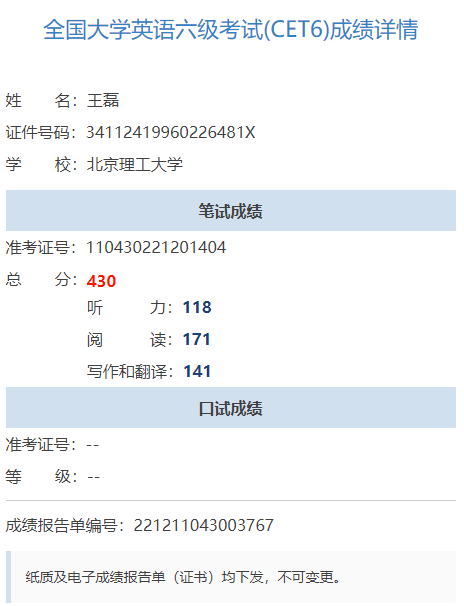 全国大学英语六级考试(CET6)成绩详情
姓 名：王磊
证件号码：34112419960226481X
学 校：北京理工大学
笔试成绩
准考证号：110430221201404
总 分：430
听 力：118
阅 读：171
写作和翻译：141
口试成绩
准考证号：--
等 级：--
成绩报告单编号：221211043003767
纸质及电子成绩报告单（证书）均下发，不可变更。